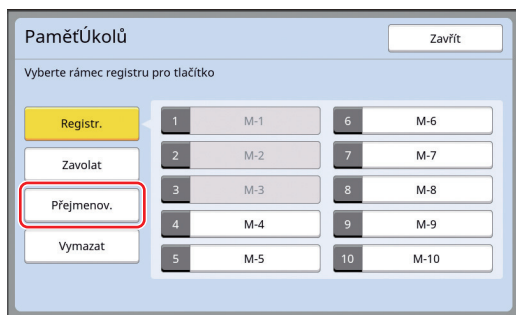 PaměťÚkolů
Zavřít
Vyberte rámec registru pro tlačítko
Registr.
Zavolat
Přejmenov.
Vymazat
1 M-1
2 M-2
3 M-3
4 M-4
5 M-5
6 M-6
7 M-7
8 M-8
9 M-9
10 M-10